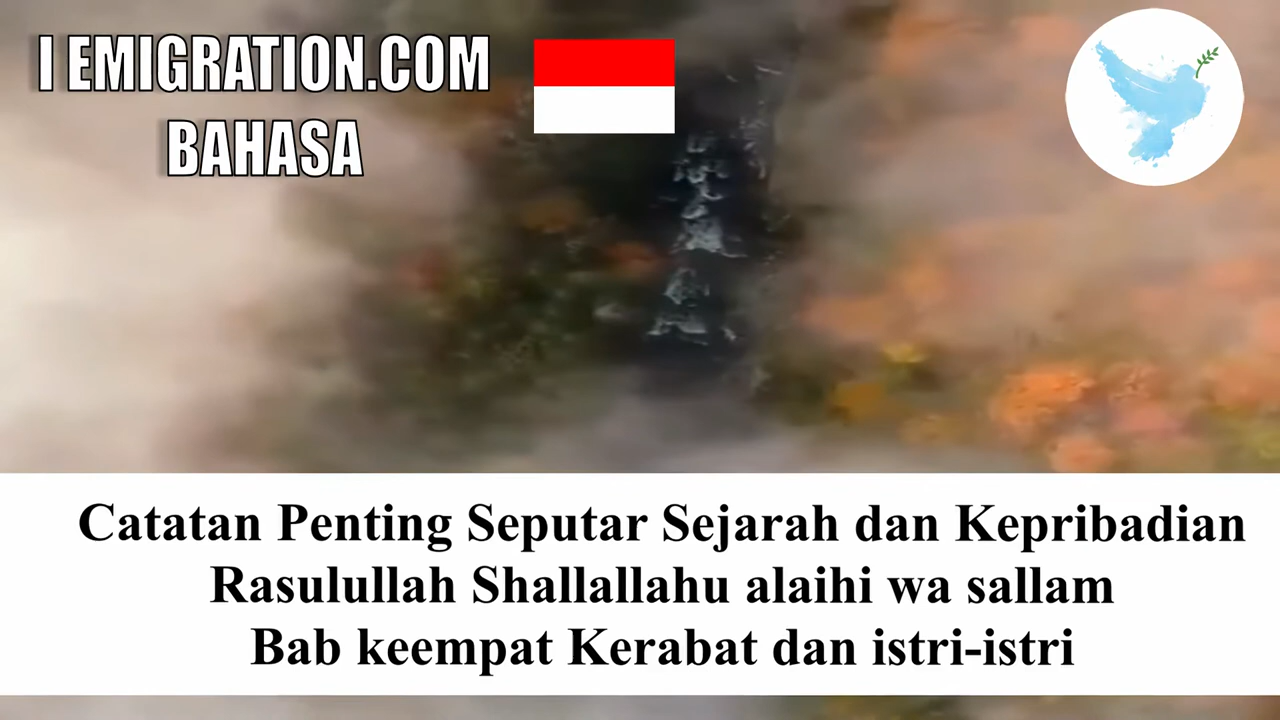 I EMIGRATION.COM
BAHASA
Catatan Penting Seputar Sejarah dan Kepribadian
Rasulullah Shallallahu alaihi wa sallam
Bab keempat Kerabat dan istri-istri